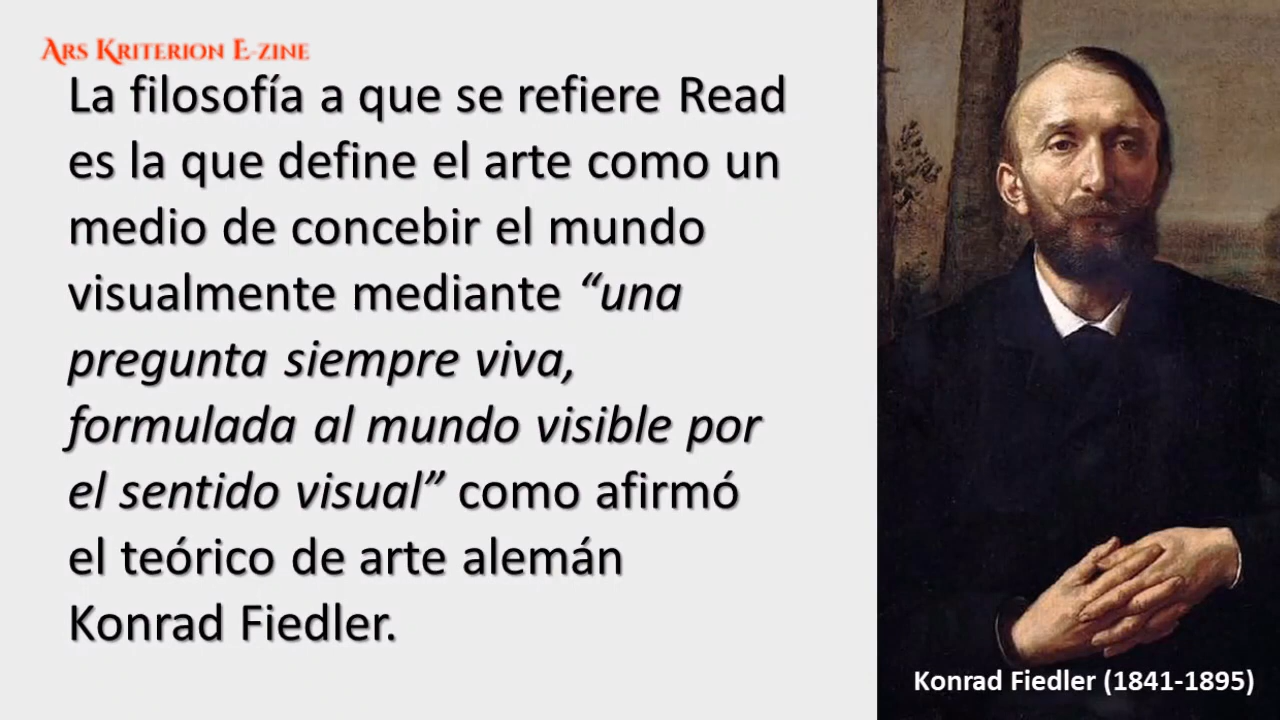 Ars Kriterion E-zine
La filosofía a que se refiere Read
es la que define el arte como un
medio de concebir el mundo
visualmente mediante “una
pregunta siempre viva,
formulada al mundo visible por
el sentido visual” como afirmó
el teórico de arte alemán
Konrad Fiedler.
Konrad Fiedler (1841-1895)